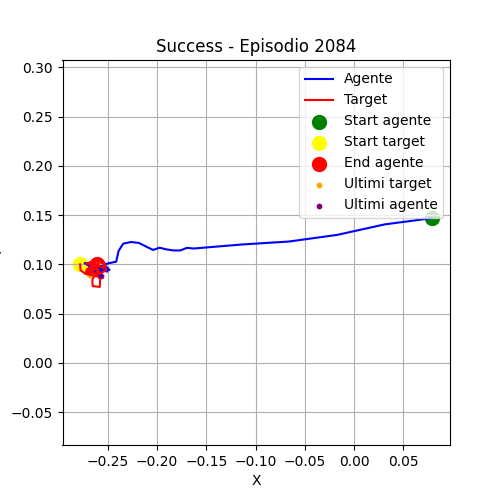 Success - Episodio 2084
0.30
0.25
0.20
0.15
0.10
0.05
0.00
−0.05
Agente
Target
Start agente
Start target
End agente
Ultimi target
Ultimi agente
−0.25 −0.20 −0.15 −0.10 −0.05 0.00 0.05
X